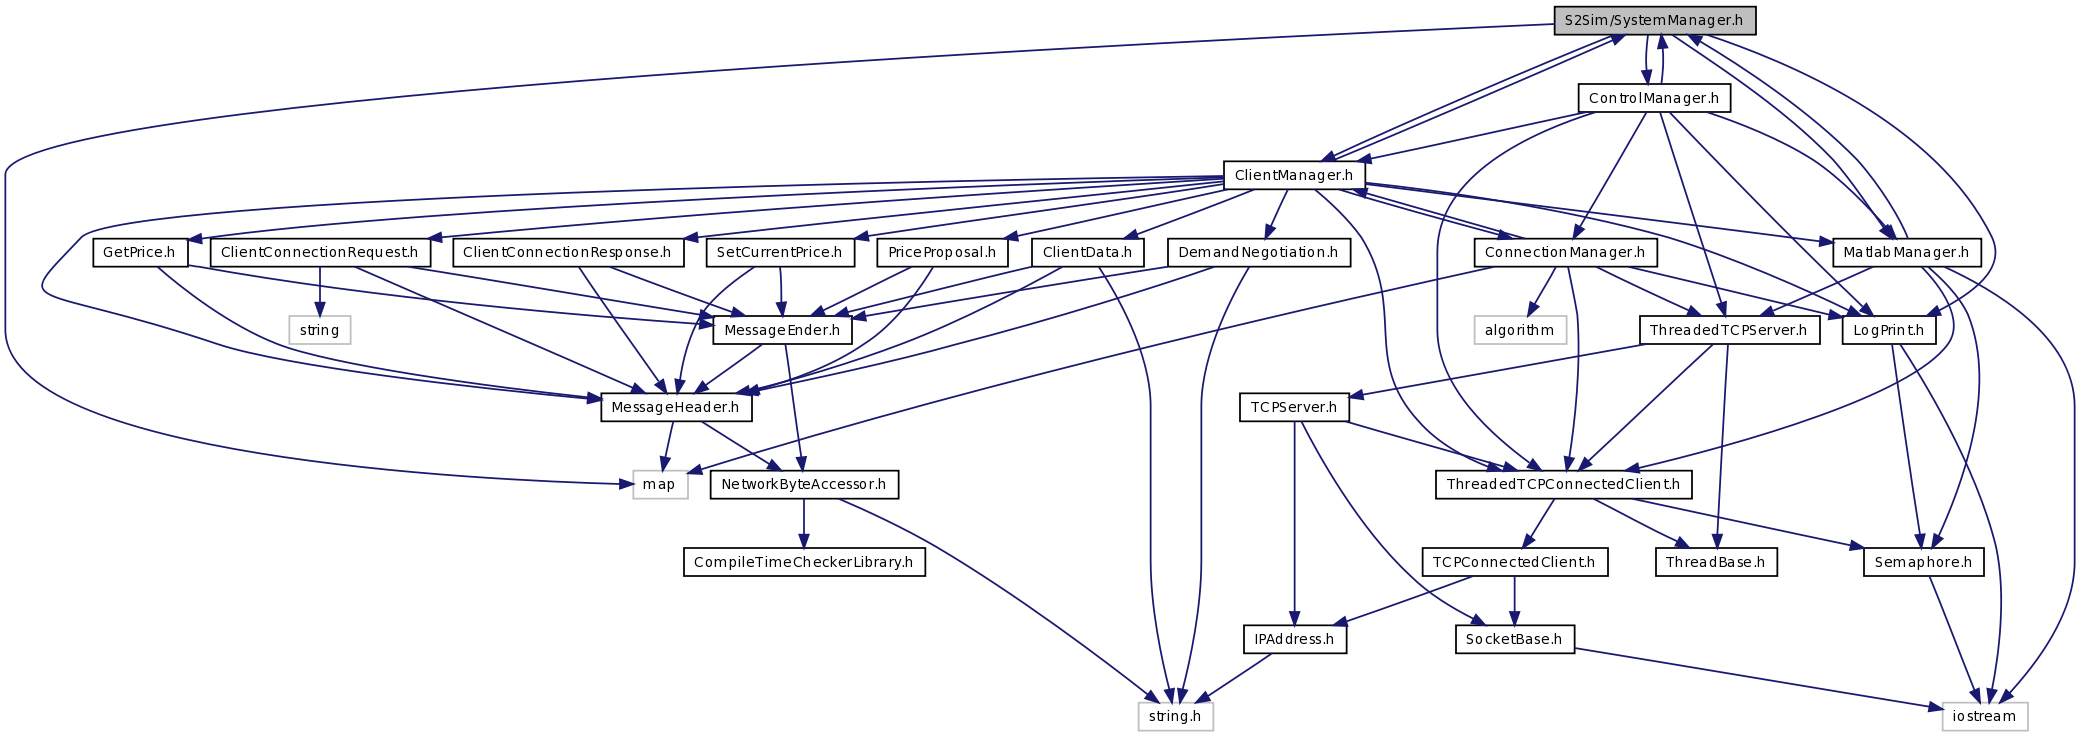 S2Sim/SystemManager.h
ControlManager.h
ClientManager.h
GetPrice.h
ClientConnectionRequest.h
ClientConnectionResponse.h
SetCurrentPrice.h
PriceProposal.h
ClientData.h
DemandNegotiation.h
ConnectionManager.h
MatlabManager.h
string
MessageEnder.h
algorithm
ThreadedTCPServer.h
LogPrint.h
MessageHeader.h
TCPServer.h
map
NetworkByteAccessor.h
ThreadedTCPConnectedClient.h
CompileTimeCheckerLibrary.h
TCPConnectedClient.h
ThreadBase.h
Semaphore.h
IPAddress.h
SocketBase.h
string.h
iostream